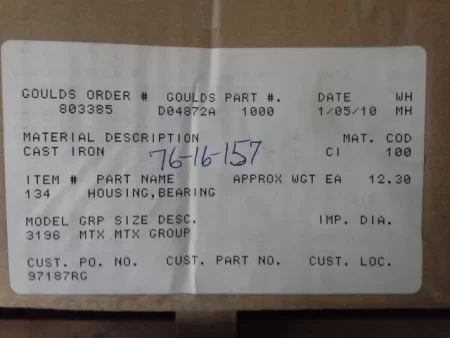 GOULDS ORDER # GOULDS PART #. DATE WH
803385 D04872A 1000 1/05/10 MH
MATERIAL DESCRIPTION MAT. COD
CAST IRON 76-16-157 CI 100
ITEM # PART NAME APPROX WGT EA 12.30
134 HOUSING,BEARING
MODEL GRP SIZE DESC. IMP. DIA.
3196 MTX MTX GROUP
CUST. PO. NO. CUST. PART NO. CUST. LOC.
97187RG